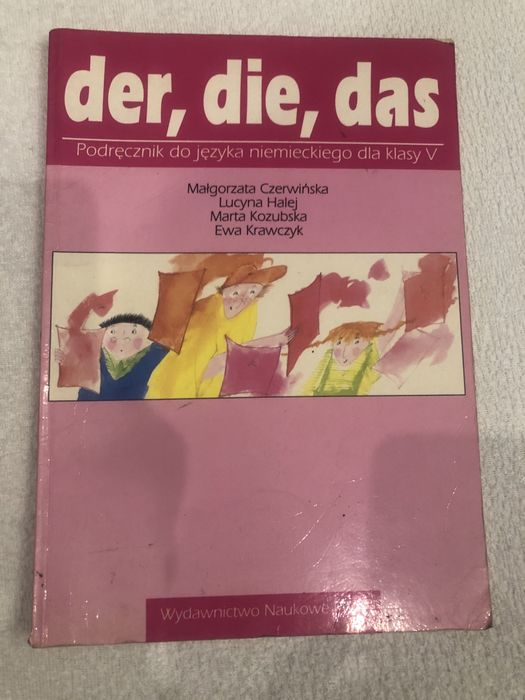 der, die, das
Podręcznik do języka niemieckiego dla klasy V
Małgorzata Czerwińska
Lucyna Halej
Marta Kozubska
Ewa Krawczyk
Wydawnictwo Naukowe